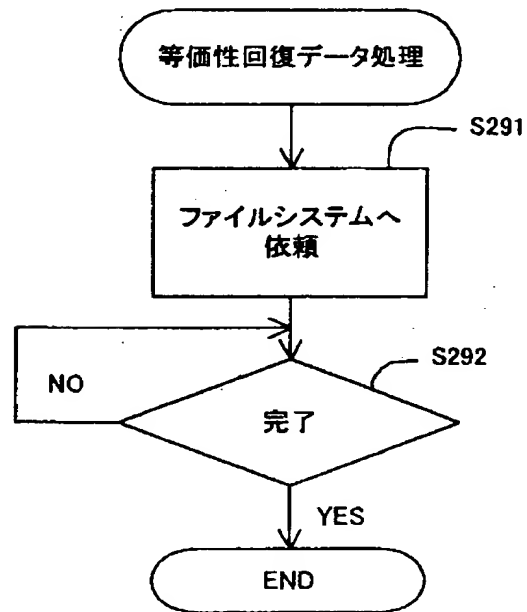 等価性回復データ処理
S291
ファイルシステムへ
依頼
S292
NO
完了
YES
END